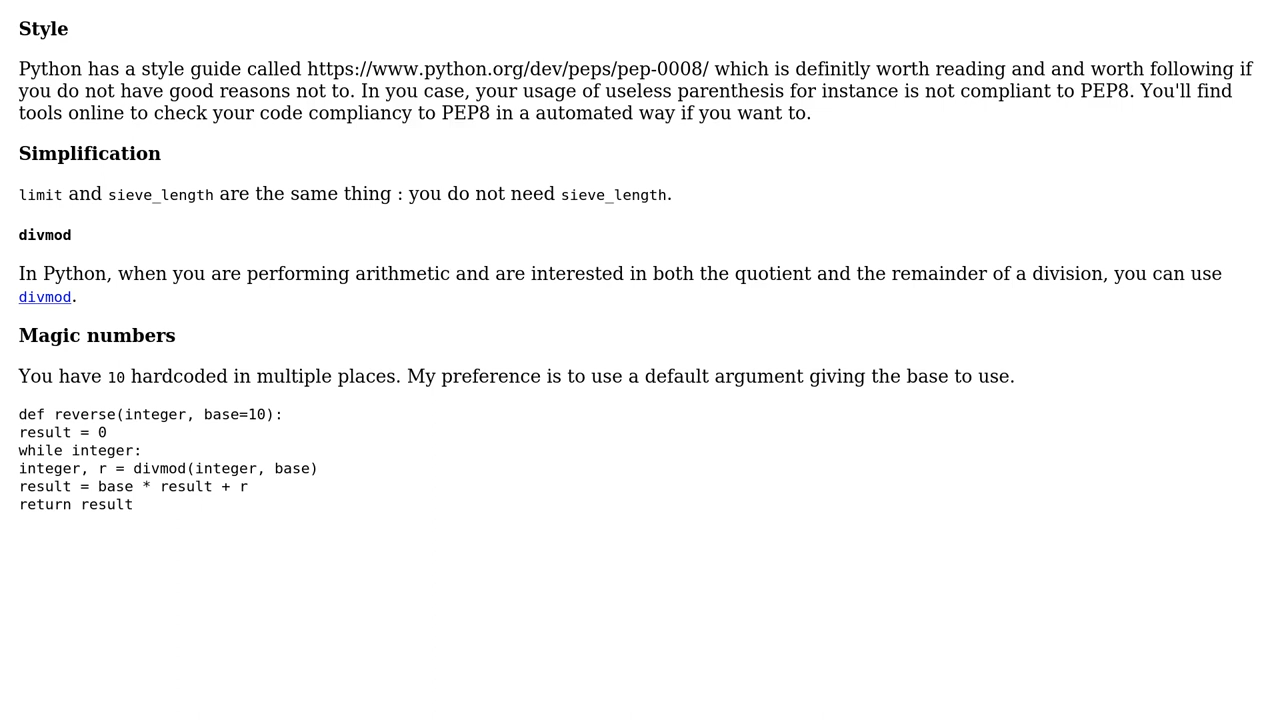 Style
Python has a style guide called https://www.python.org/dev/peps/pep-0008/ which is definitly worth reading and and worth following if
you do not have good reasons not to. In you case, your usage of useless parenthesis for instance is not compliant to PEP8. You'll find
tools online to check your code compliancy to PEP8 in a automated way if you want to.
Simplification
limit and sieve_length are the same thing : you do not need sieve_length.
divmod
In Python, when you are performing arithmetic and are interested in both the quotient and the remainder of a division, you can use
divmod.
Magic numbers
You have 10 hardcoded in multiple places. My preference is to use a default argument giving the base to use.
def reverse(integer, base=10):
result = 0
while integer:
integer, r = divmod(integer, base)
result = base * result + r
return result